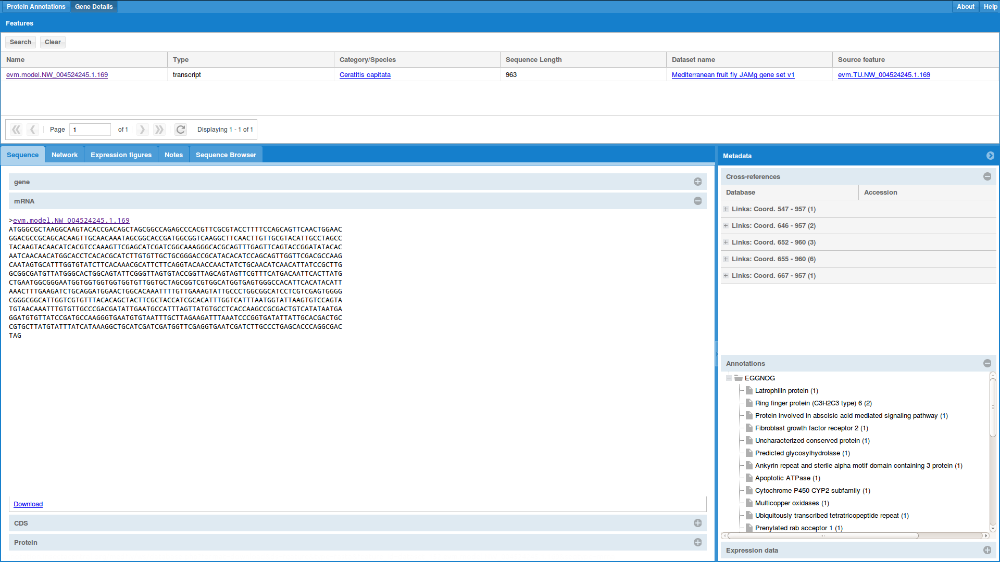 Protein Annotations Gene Details About Help
Features
Search Clear
Name Type Category/Species Sequence Length Dataset name Source feature
evm.model.NW_004524245.1.169 transcript Ceratitis capitata 963 Mediterranean fruit fly JAMg gene set v1 evm.TU.NW_004524245.1.169
Page 1 of 1 Displaying 1 - 1 of 1
Sequence Network Expression figures Notes Sequence Browser
gene
mRNA
>evm.model.NW_004524245.1.169
ATGGGCGCTAAGGCAAGTACACCGACAGCTAGCGGCCAGAGCCCACGTTCGCGTACCTTTTCCAGCAGTTCAACTGGAAC
GGACGCCGCAGCACAAGTTGCAACAAATAGCGGCACCGATGGCGGTCAAGGCTTCAACTTGTTGCGTACATTGCCTAGCC
TACAAGTACAACATCACGTCCAAAGTTCGAGCATCGATCGGCAAAGGGCACGCAGTTTGAGTTCAGTACCGGATATACAC
AATCAACAACATGGCACCTCACACGCATCTTGTGTTGCTGCGGGACCGCATACACATCCAGCAGTTGGTTCGACGCCAAG
CAATAGTGCATTTGGTGTATCTTCACAAACGCATTCTTCAGGTACAACCAACTATCTGCAACATCAACATTATCCGCTTG
GCGGCGATGTTATGGGCACTGGCAGTATTCGGGTTAGTGTACCGGTTAGCAGTAGTTCGTTTCATGACAATTCACTTATG
CTGAATGGCGGGAATGGTGGTGGTGGTGGTGTTGGTGCTAGCGGTCGTGGCATGGTGAGTGGGCCACATTCACATACATT
AAACTTTGAAGATCTGCAGGATGGAACTGGCACAAATTTTGTTGAAAGTATTGCCCTGGCGGCATCCTCGTCGAGTGGGG
CGGGCGGCATTGGTCGTGTTTACACAGCTACTTCGCTACCATCGCACATTTGGTCATTTAATGGTATTAAGTGTCCAGTA
TGTAACAAATTTGTGTTGCCCGACGATATTGAATGCCATTTAGTTATGTGCCTCACCAAGCCGCGACTGTCATATAATGA
GGATGTGTTATCCGATGCCAAGGGTGAATGTGTAATTTGCTTAGAAGATTTAAATCCCGGTGATATTATTGCACGACTGC
CGTGCTTATGTATTTATCATAAAGGCTGCATCGATCGATGGTTCGAGGTGAATCGATCTTGCCCTGAGCACCCAGGCGAC
TAG
Download
CDS
Protein
Metadata
Cross-references
Database Accession
Links: Coord. 547 - 957 (1)
Links: Coord. 646 - 957 (2)
Links: Coord. 652 - 960 (3)
Links: Coord. 655 - 960 (6)
Links: Coord. 667 - 957 (1)
Annotations
EGGNOG
Latrophilin protein (1)
Ring finger protein (C3H2C3 type) 6 (2)
Protein involved in abscisic acid mediated signaling pathway (1)
Fibroblast growth factor receptor 2 (1)
Uncharacterized conserved protein (1)
Predicted glycosylhydrolase (1)
Ankyrin repeat and sterile alpha motif domain containing 3 protein (1)
Apoptotic ATPase (1)
Cytochrome P450 CYP2 subfamily (1)
Multicopper oxidases (1)
Ubiquitously transcribed tetratricopeptide repeat (1)
Prenylated rab acceptor 1 (1)
Expression data